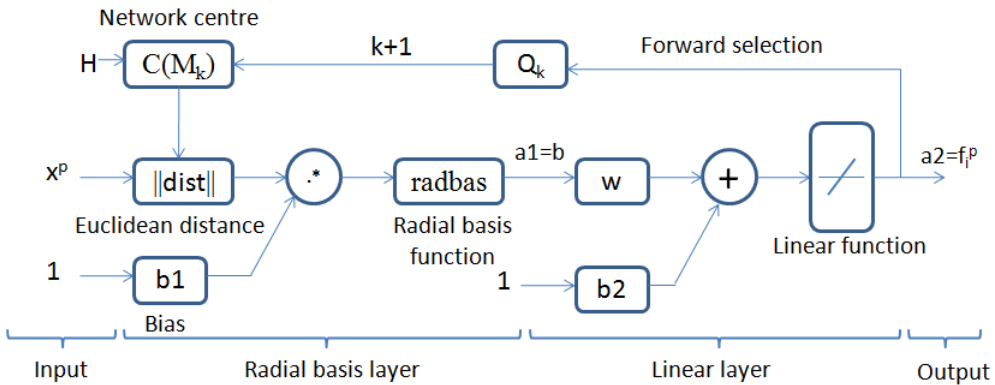 Network centre
H
C(Mk)
k+1
Qk
Forward selection
xᵖ
||dist||
.*
radbas
a1=b
w
+
a2=fiᵖ
Euclidean distance
Radial basis
function
Linear function
1
b1
1
b2
Bias
Input
Radial basis layer
Linear layer
Output